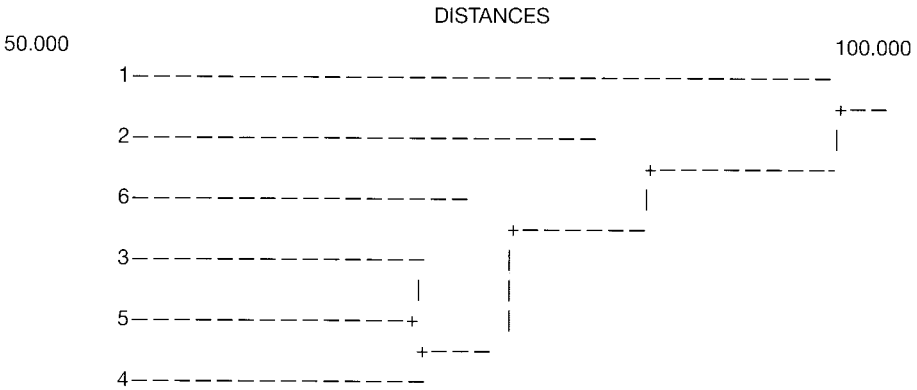 DISTANCES
50.000 100.000
1— — — — — — — — — — — — — — — — — — — — — — — — — — — — — — — — — — — — — — —
+— —
2— — — — — — — — — — — — — — — — — — — — — — — — — — |
+— — — — — — — — — — —
6— — — — — — — — — — — — — — — — — — — |
+— — — — — — —
3— — — — — — — — — — — — — — — — — |
| |
5— — — — — — — — — — — — — — — — + |
+— — — —
4— — — — — — — — — — — — — — — — —